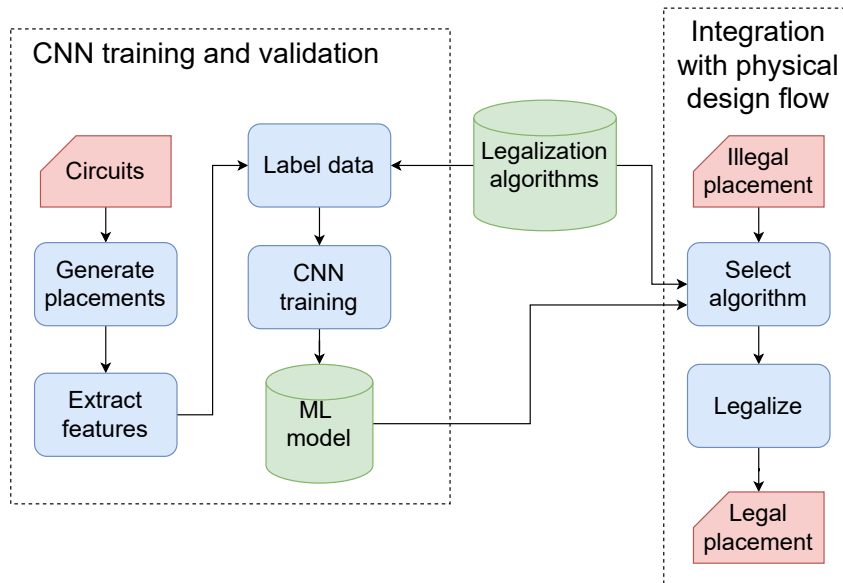 CNN training and validation
Circuits
Generate
placements
Extract
features
Label data
CNN
training
ML
model
Legalization
algorithms
Integration
with physical
design flow
Illegal
placement
Select
algorithm
Legalize
Legal
placement